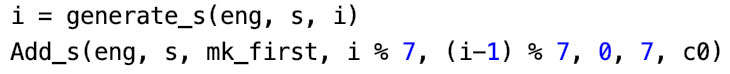 i = generate_s(eng, s, i)
Add_s(eng, s, mk_first, i % 7, (i-1) % 7, 0, 7, c0)